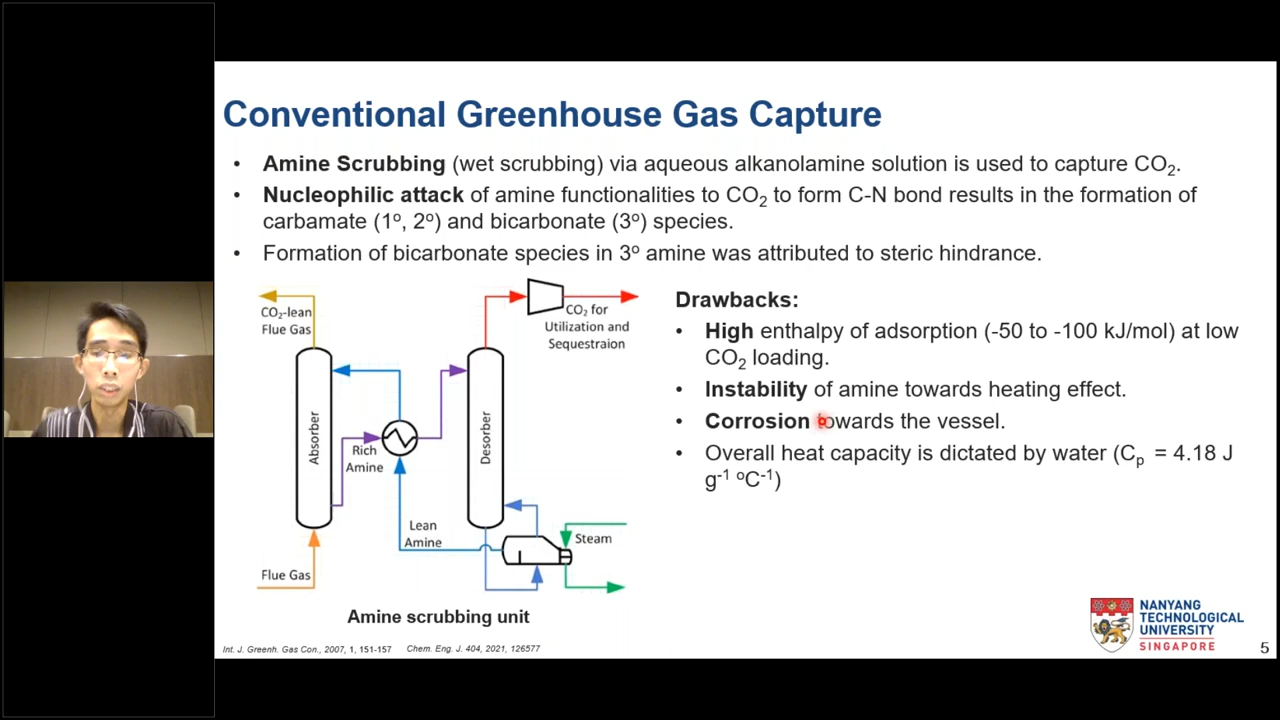 Conventional Greenhouse Gas Capture
• Amine Scrubbing (wet scrubbing) via aqueous alkanolamine solution is used to capture CO₂.
• Nucleophilic attack of amine functionalities to CO₂ to form C-N bond results in the formation of
carbamate (1º, 2º) and bicarbonate (3º) species.
• Formation of bicarbonate species in 3º amine was attributed to steric hindrance.
CO₂-lean
Flue Gas
Absorber
Rich
Amine
Lean
Amine
Flue Gas
Desorber
CO₂ for
Utilization and
Sequestraion
Steam
Amine scrubbing unit
Drawbacks:
• High enthalpy of adsorption (-50 to -100 kJ/mol) at low
CO₂ loading.
• Instability of amine towards heating effect.
• Corrosion towards the vessel.
• Overall heat capacity is dictated by water (Cₚ = 4.18 J
g⁻¹ ºC⁻¹)
Int. J. Greenh. Gas Con., 2007, 1, 151-157 Chem. Eng. J. 404, 2021, 126577
NANYANG
TECHNOLOGICAL
UNIVERSITY
SINGAPORE
5